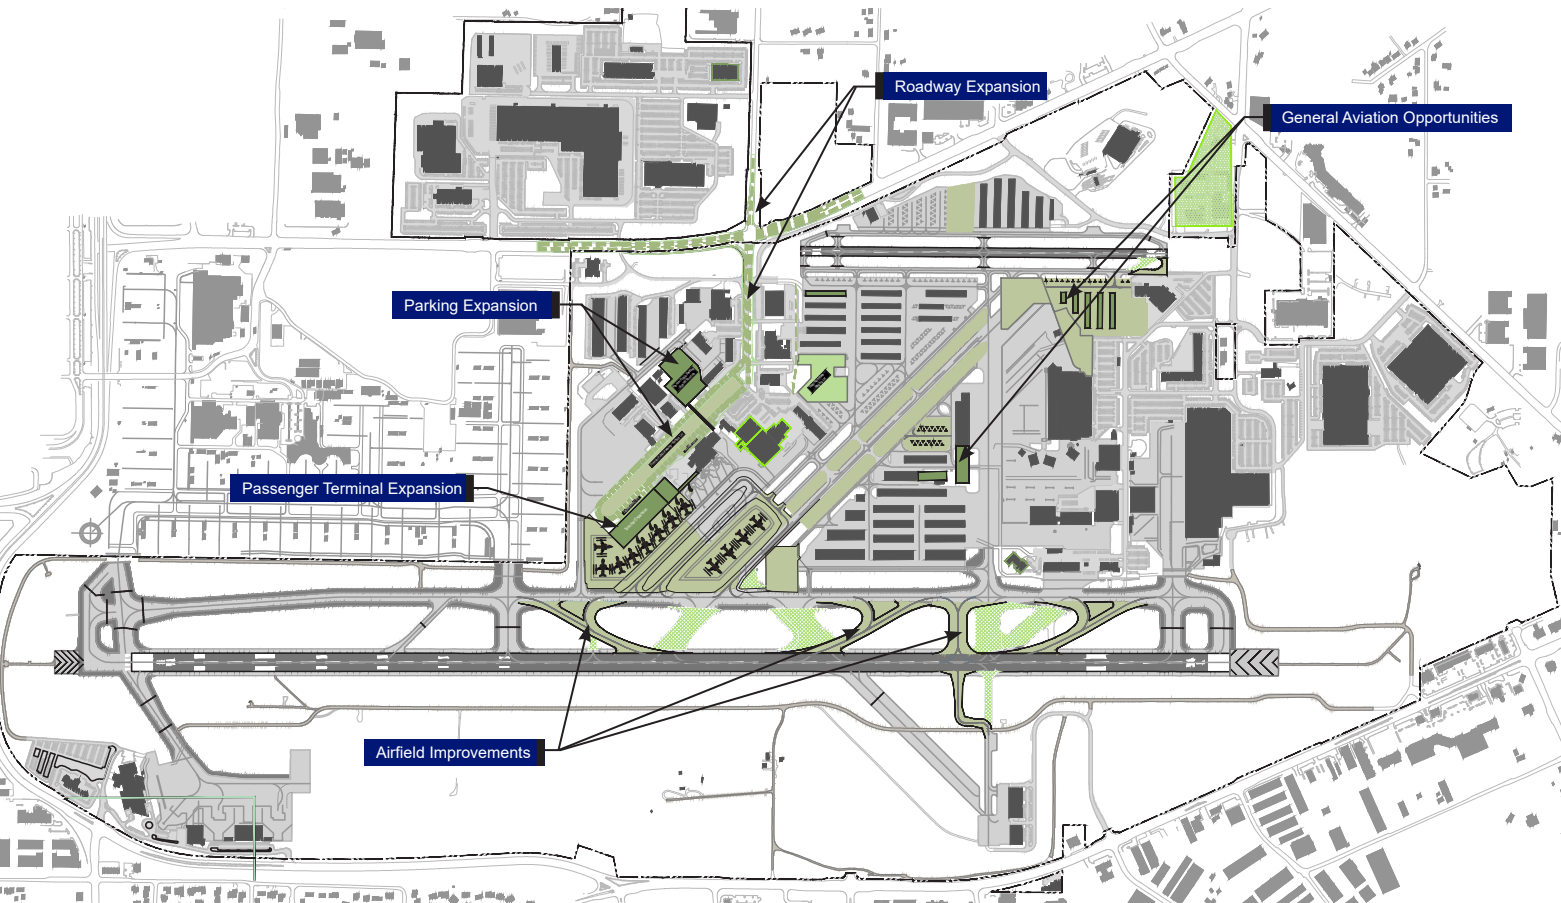 Roadway Expansion
General Aviation Opportunities
Parking Expansion
Passenger Terminal Expansion
Airfield Improvements